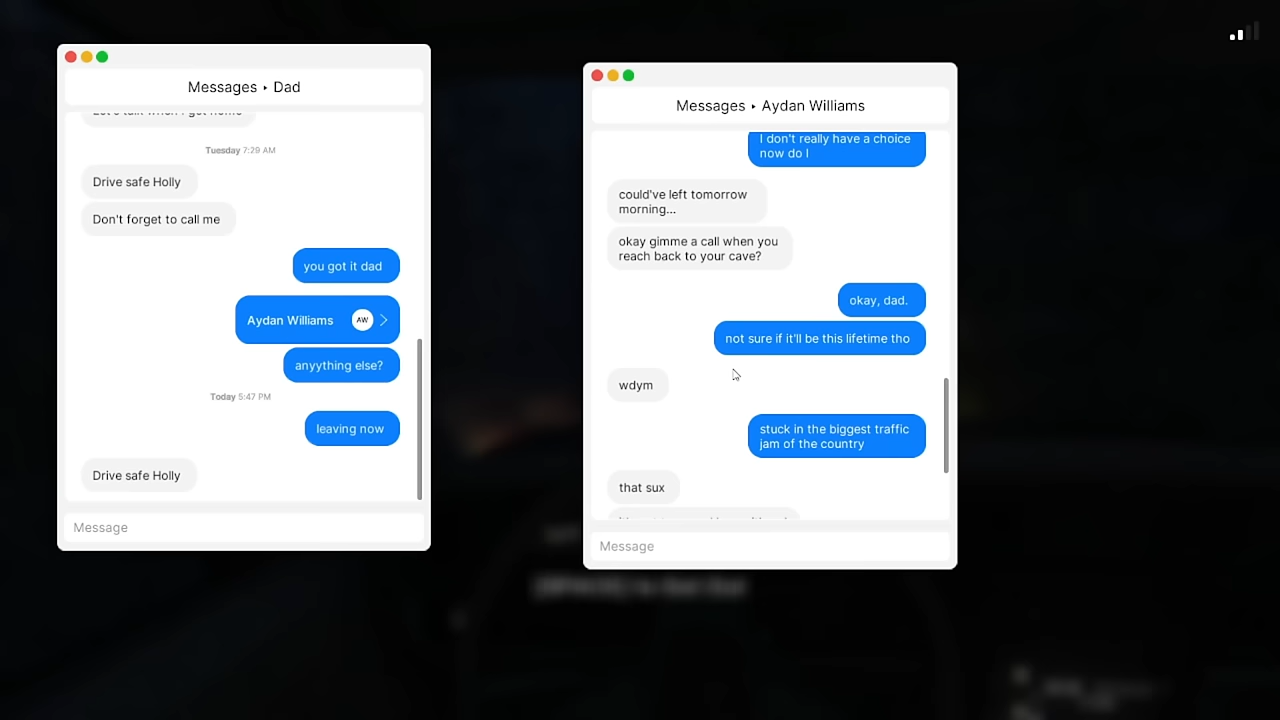 Messages ▸ Dad
Tuesday 7:29 AM
Drive safe Holly
Don't forget to call me
you got it dad
Aydan Williams AW
anyything else?
Today 5:47 PM
leaving now
Drive safe Holly
Message
Messages ▸ Aydan Williams
I don't really have a choice
now do I
could've left tomorrow
morning...
okay gimme a call when you
reach back to your cave?
okay, dad.
not sure if it'll be this lifetime tho
wdym
stuck in the biggest traffic
jam of the country
that sux
Message